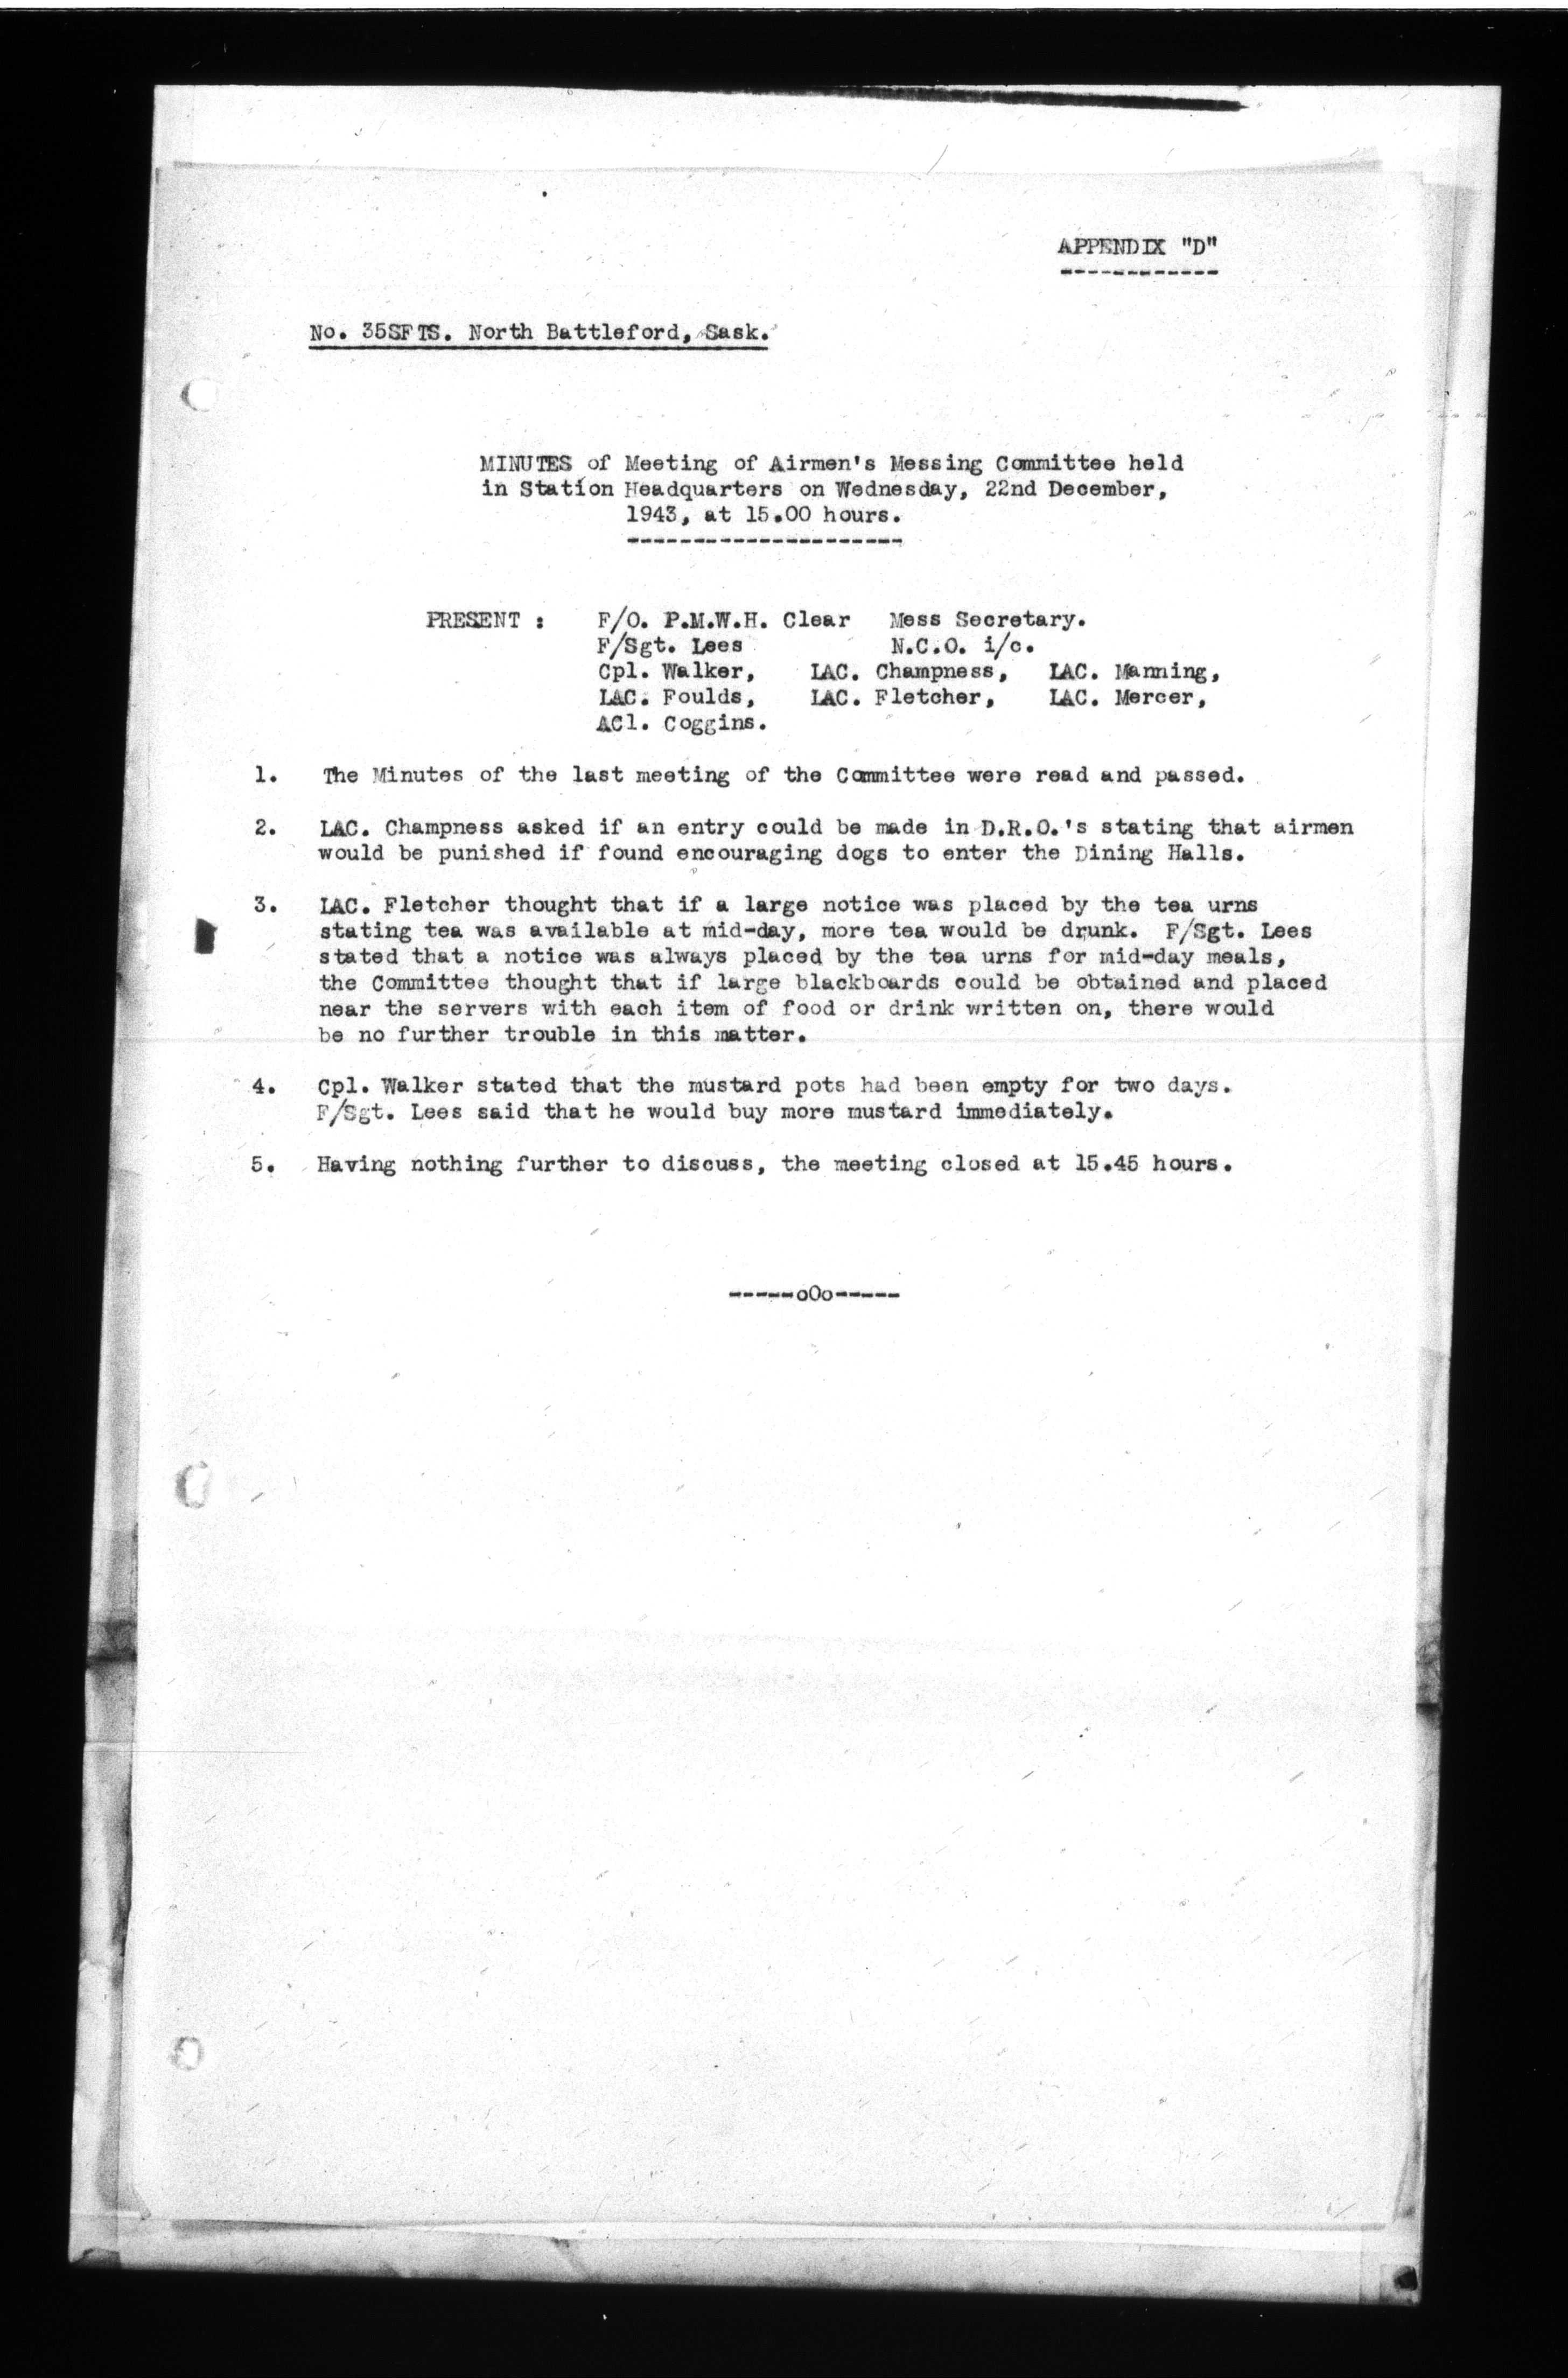 APPENDIX "D"
------------
No. 35SFTS. North Battleford, Sask.
MINUTES of Meeting of Airmen's Messing Committee held
in Station Headquarters on Wednesday, 22nd December,
1943, at 15.00 hours.
---------------------
PRESENT : F/O. P.M.W.H. Clear Mess Secretary.
F/Sgt. Lees N.C.O. i/c.
Cpl. Walker, LAC. Champness, LAC. Manning,
LAC. Foulds, LAC. Fletcher, LAC. Mercer,
AC1. Coggins.
1. The Minutes of the last meeting of the Committee were read and passed.
2. LAC. Champness asked if an entry could be made in D.R.O.'s stating that airmen
would be punished if found encouraging dogs to enter the Dining Halls.
3. LAC. Fletcher thought that if a large notice was placed by the tea urns
stating tea was available at mid-day, more tea would be drunk. F/Sgt. Lees
stated that a notice was always placed by the tea urns for mid-day meals,
the Committee thought that if large blackboards could be obtained and placed
near the servers with each item of food or drink written on, there would
be no further trouble in this matter.
4. Cpl. Walker stated that the mustard pots had been empty for two days.
F/Sgt. Lees said that he would buy more mustard immediately.
5. Having nothing further to discuss, the meeting closed at 15.45 hours.
-----oOo-----